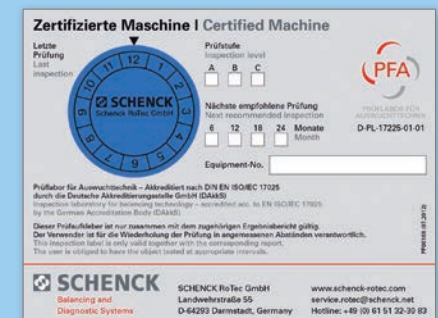 Zertifizierte Maschine | Certified Machine
Letzte
Prüfung
Last
inspection
12 1 6 11
SCHENCK
Schenck RoTec GmbH
Prüfstufe
Inspection level
A B C
Nächste empfohlene Prüfung
Next recommended inspection
6 12 18 24 Monate
Month
PFA
PRÜFLABOR FÜR
AUSWUCHTTECHNIK
D-PL-17225-01-01
Equipment-No.
Prüflabor für Auswuchttechnik – Akkreditiert nach DIN EN ISO/IEC 17025
durch die Deutsche Akkreditierungsstelle GmbH (DAkkS)
Inspection laboratory for balancing technology – accredited acc. to EN ISO/IEC 17025
by the German Accreditation Body (DAkkS)
Dieser Prüfaufkleber ist nur zusammen mit dem zugehörigen Ergebnisbericht gültig.
Der Verwender ist für die Wiederholung der Prüfung in angemessenen Abständen verantwortlich.
This inspection label is only valid together with the corresponding report.
The user is obliged to have the object tested at appropriate intervals.
SCHENCK
Balancing and
Diagnostic Systems
SCHENCK RoTec GmbH
Landwehrstraße 55
D-64293 Darmstadt, Germany
www.schenck-rotec.com
service.rotec@schenck.net
Hotline: +49 (0) 61 51 32-30 83